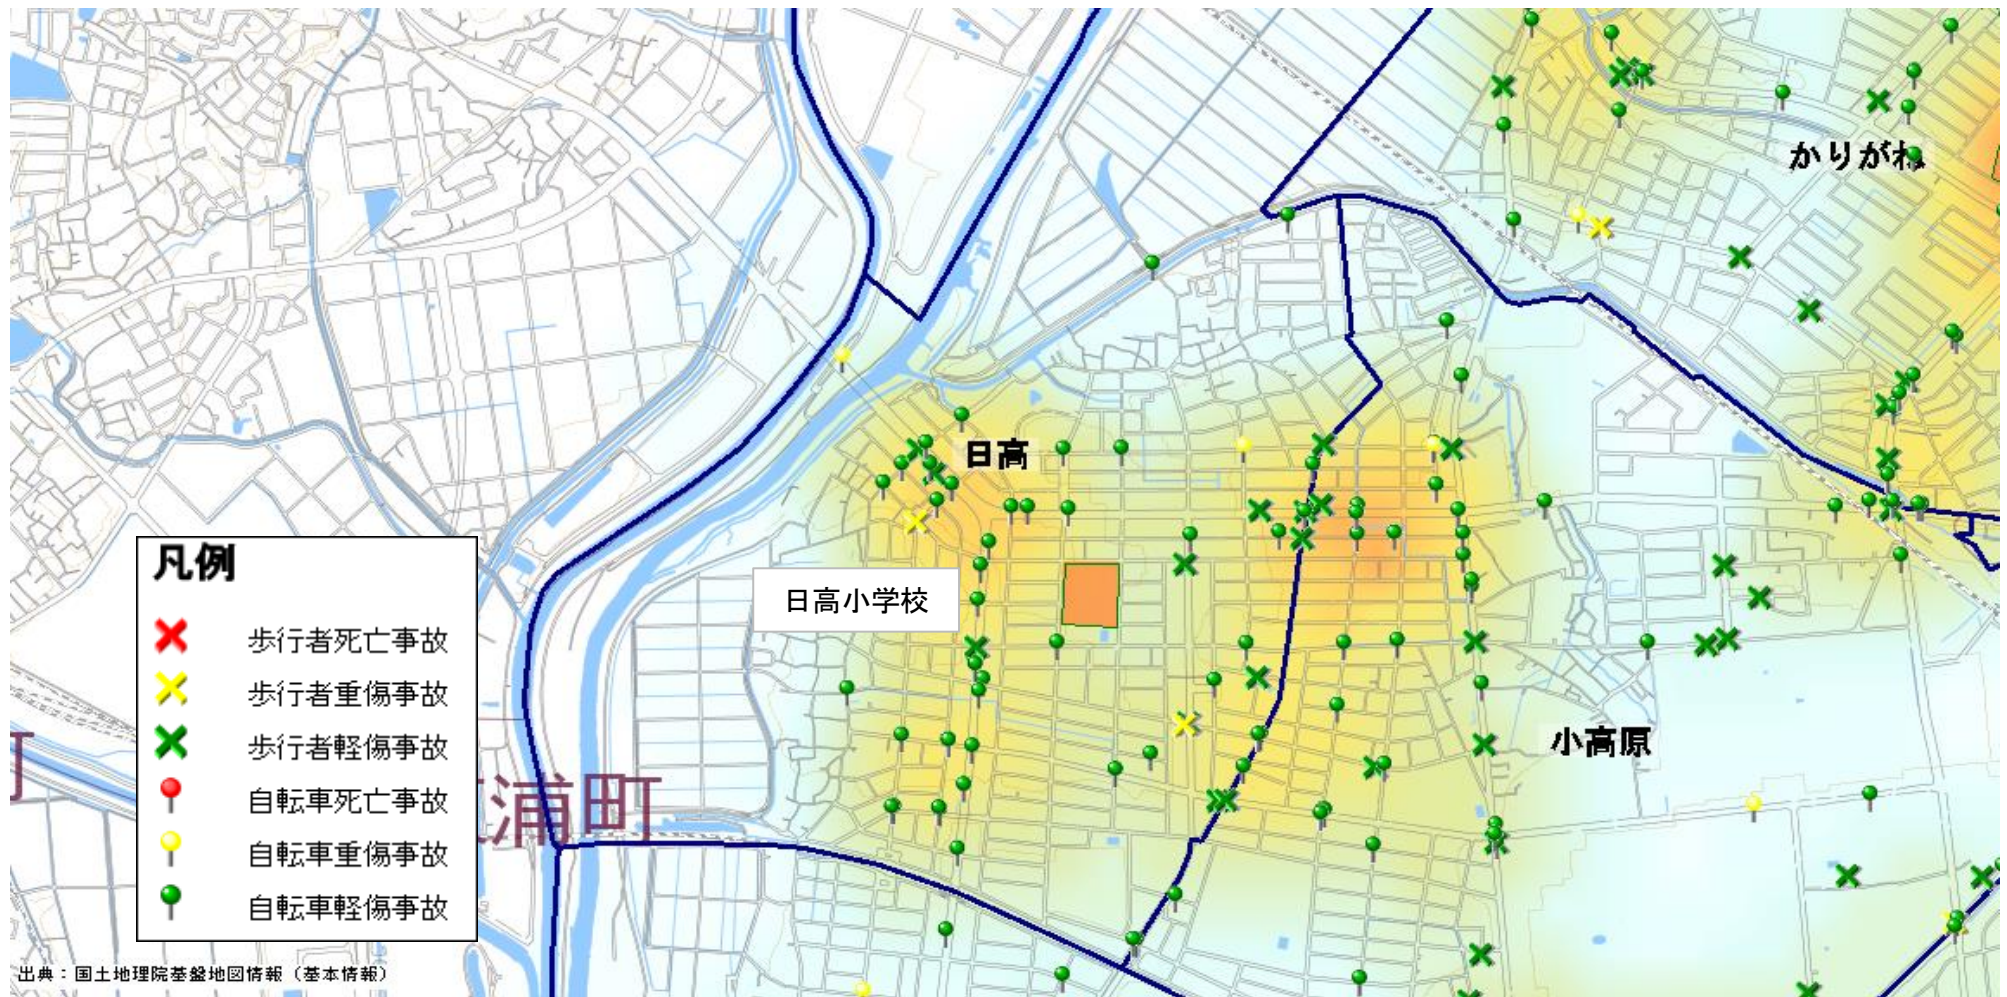 かりがね
日高
日高小学校
凡例
歩行者死亡事故
歩行者重傷事故
歩行者軽傷事故
自転車死亡事故
自転車重傷事故
自転車軽傷事故
小高原
浦町
町
出典：国土地理院基盤地図情報（基本情報）